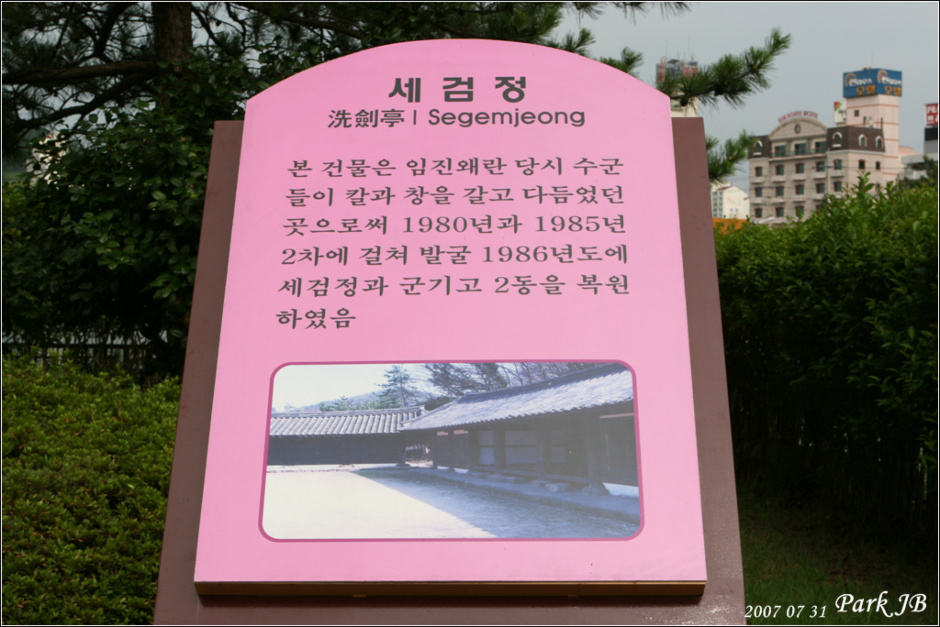 세검정
洗劍亭 | Segemjeong
본 건물은 임진왜란 당시 수군
들이 칼과 창을 갈고 다듬었던
곳으로써 1980년과 1985년
2차에 걸쳐 발굴 1986년도에
세검정과 군기고 2동을 복원
하였음
2007 07 31 Park JB